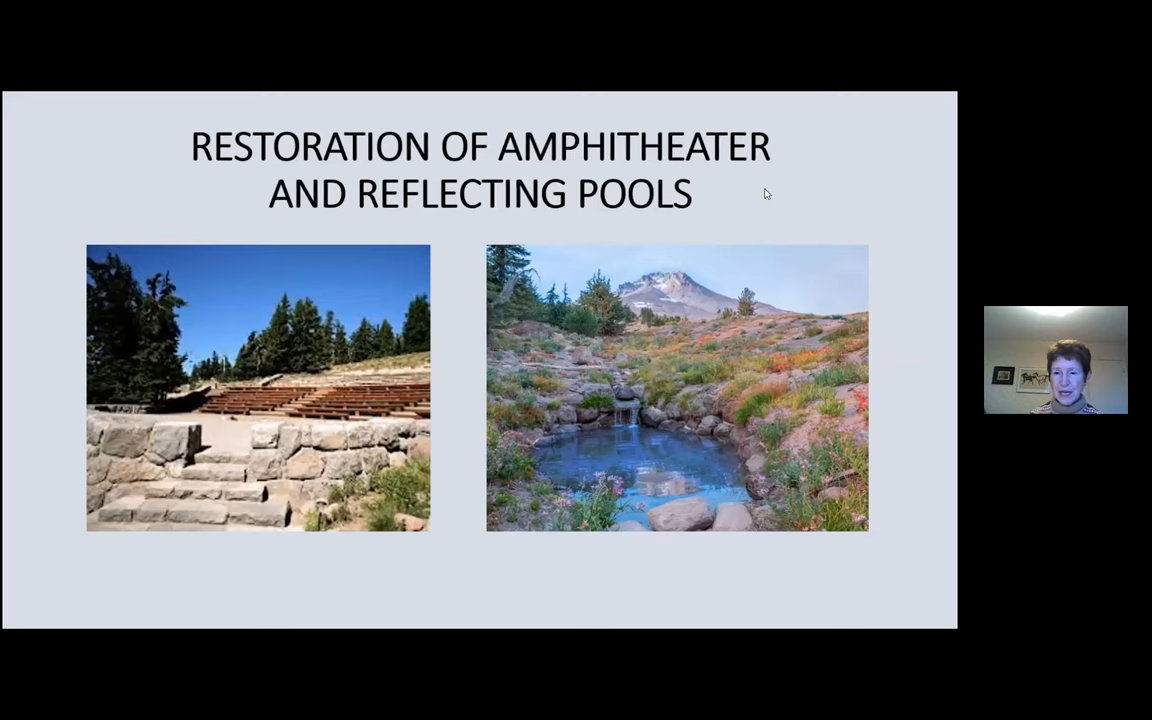 RESTORATION OF AMPHITHEATER
AND REFLECTING POOLS